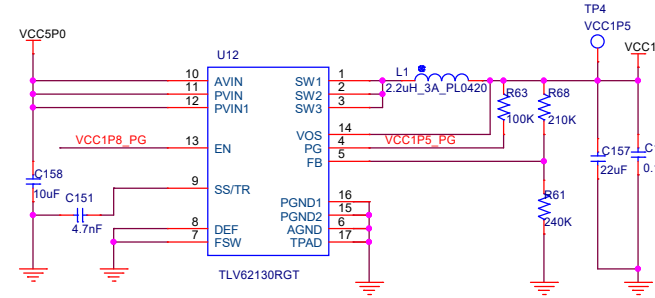 TP4
VCC1P5
VCC5P0
VCC1
U12
L1
2.2uH_3A_PL0420
10
AVIN
SW1
1
11
PVIN
SW2
2
12
PVIN1
SW3
3
R63
100K
R68
210K
VOS
14
VCC1P8_PG
13
EN
PG
4
VCC1P5_PG
FB
5
C157
22uF
C
0.
C158
10uF
C151
4.7nF
9
SS/TR
PGND1
16
PGND2
15
R61
240K
8
DEF
AGND
6
7
FSW
TPAD
17
TLV62130RGT